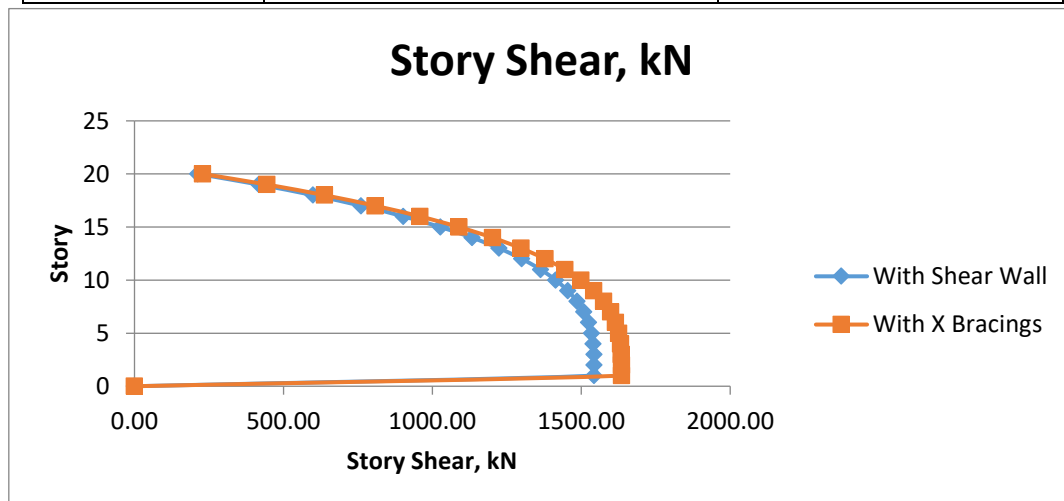 Story Shear, kN
25
20
15
10
5
0
Story
0.00 500.00 1000.00 1500.00 2000.00
Story Shear, kN
With Shear Wall
With X Bracings